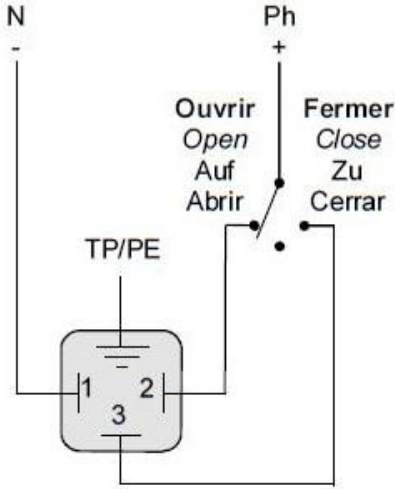 N Ph
- +
Ouvrir Fermer
Open Close
Auf Zu
Abrir Cerrar
TP/PE
1 2
3